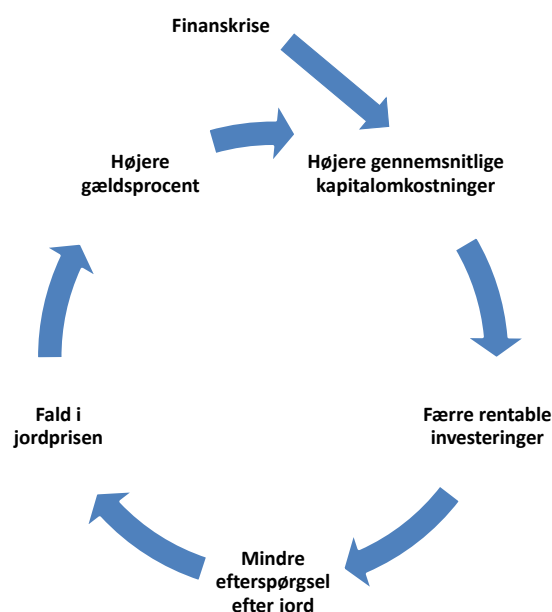 Finanskrise
Højere
gældsprocent
Højere gennemsnitlige
kapitalomkostninger
Færre rentable
investeringer
Mindre
efterspørgsel
efter jord
Fald i
jordprisen